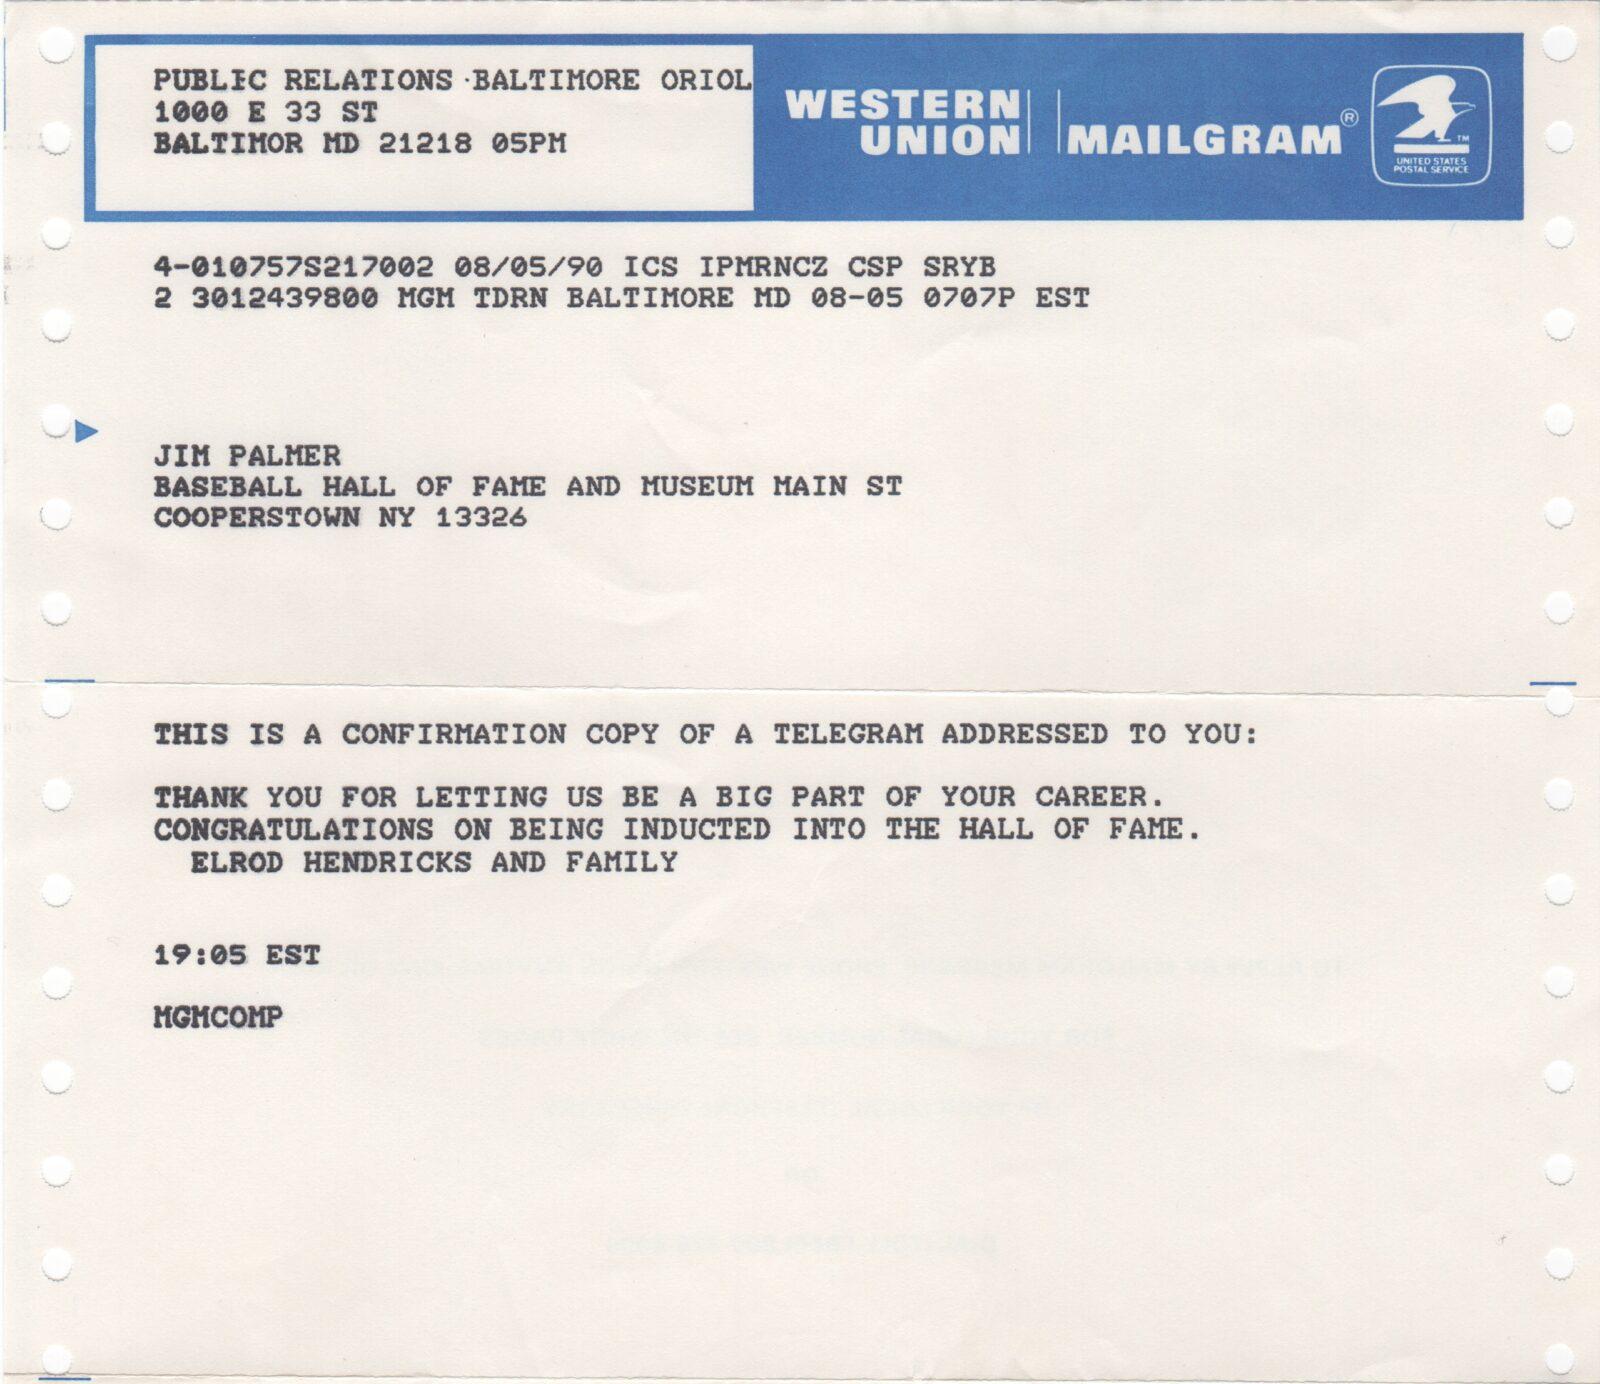 PUBLIC RELATIONS BALTIMORE ORIOL
1000 E 33 ST
BALTIMOR MD 21218 05PM
WESTERN UNION
MAILGRAM®
TM
UNITED STATES
POSTAL SERVICE
4-010757S217002 08/05/90 ICS IPMRNCZ CSP SRYB
2 3012439800 MGM TDRN BALTIMORE MD 08-05 0707P EST
JIM PALMER
BASEBALL HALL OF FAME AND MUSEUM MAIN ST
COOPERSTOWN NY 13326
THIS IS A CONFIRMATION COPY OF A TELEGRAM ADDRESSED TO YOU:
THANK YOU FOR LETTING US BE A BIG PART OF YOUR CAREER.
CONGRATULATIONS ON BEING INDUCTED INTO THE HALL OF FAME.
ELROD HENDRICKS AND FAMILY
19:05 EST
MGMCOMP